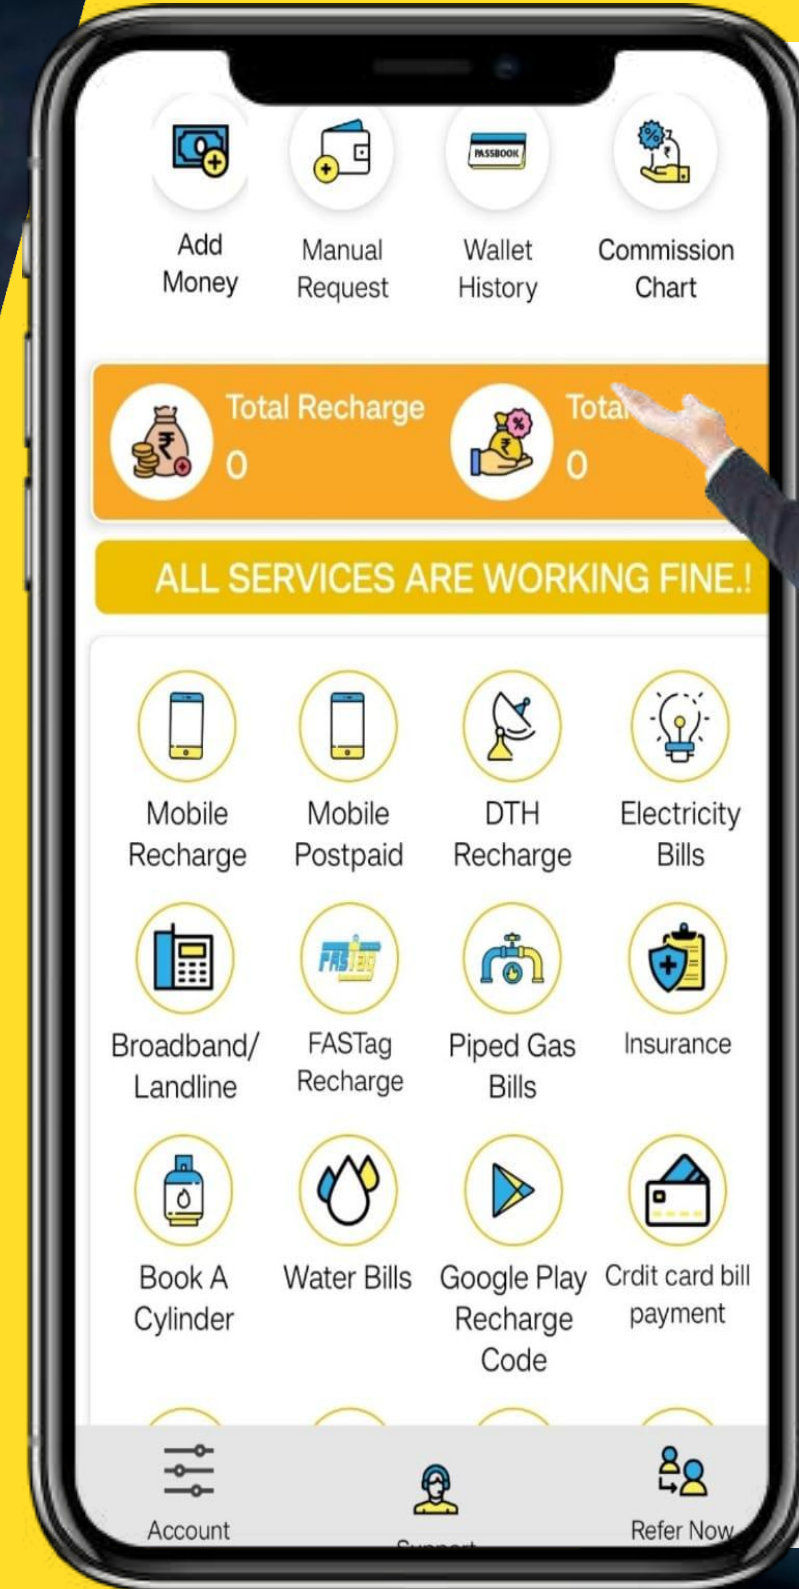 Add Money
Manual Request
PASSBOOK
Wallet History
Commission Chart
Total Recharge
0
Total
0
ALL SERVICES ARE WORKING FINE.!
Mobile Recharge
Mobile Postpaid
DTH Recharge
Electricity Bills
Broadband/ Landline
FASTag
FASTag Recharge
Piped Gas Bills
Insurance
Book A Cylinder
Water Bills
Google Play Recharge Code
Crdit card bill payment
Account
Support
Refer Now